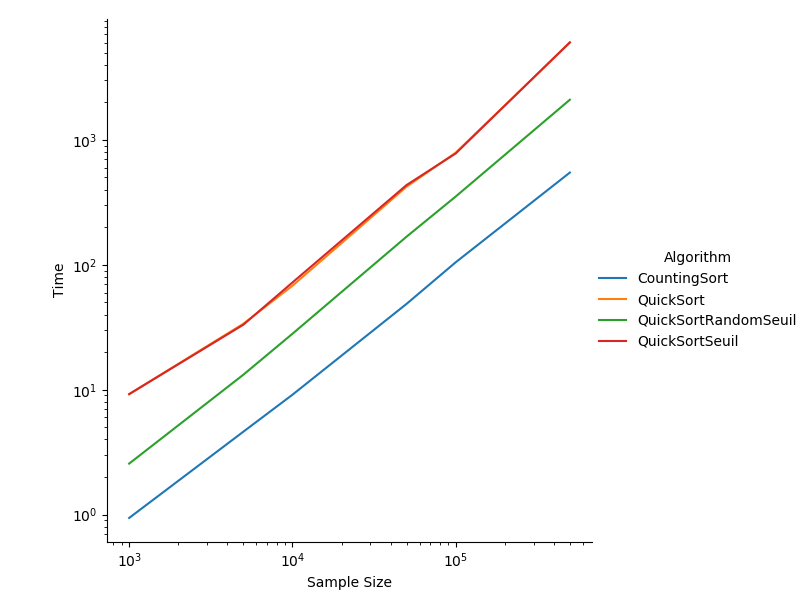 Time
10³
10²
10¹
10⁰
10³ 10⁴ 10⁵
Sample Size
Algorithm
CountingSort
QuickSort
QuickSortRandomSeuil
QuickSortSeuil